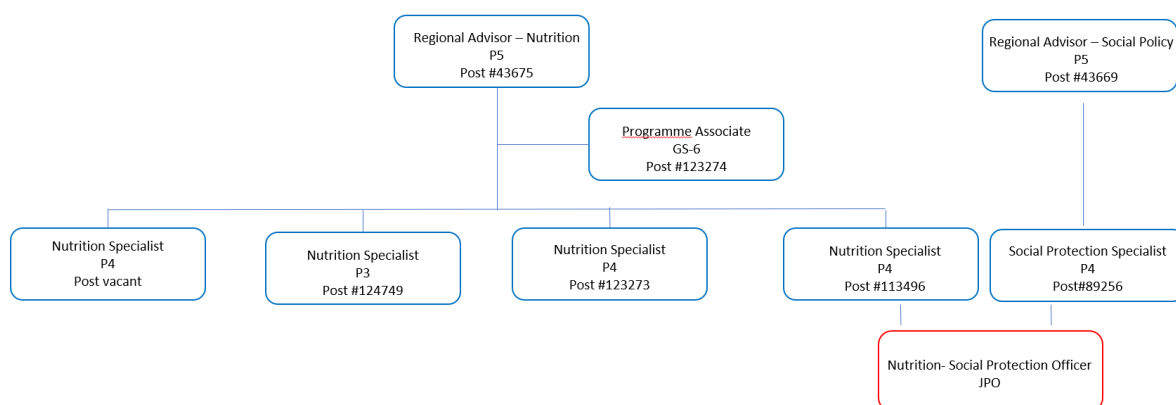 Regional Advisor – Nutrition
P5
Post #43675
Regional Advisor – Social Policy
P5
Post #43669
Programme Associate
GS-6
Post #123274
Nutrition Specialist
P4
Post vacant
Nutrition Specialist
P3
Post #124749
Nutrition Specialist
P4
Post #123273
Nutrition Specialist
P4
Post #113496
Social Protection Specialist
P4
Post#89256
Nutrition- Social Protection Officer
JPO